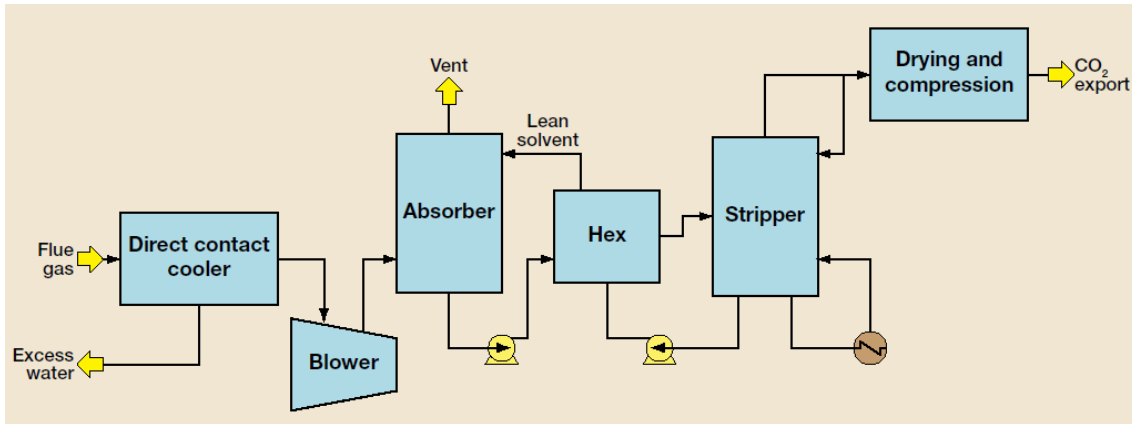 Flue
gas
Direct contact
cooler
Excess
water
Blower
Vent
Absorber
Lean
solvent
Hex
Stripper
Drying and
compression
CO₂
export